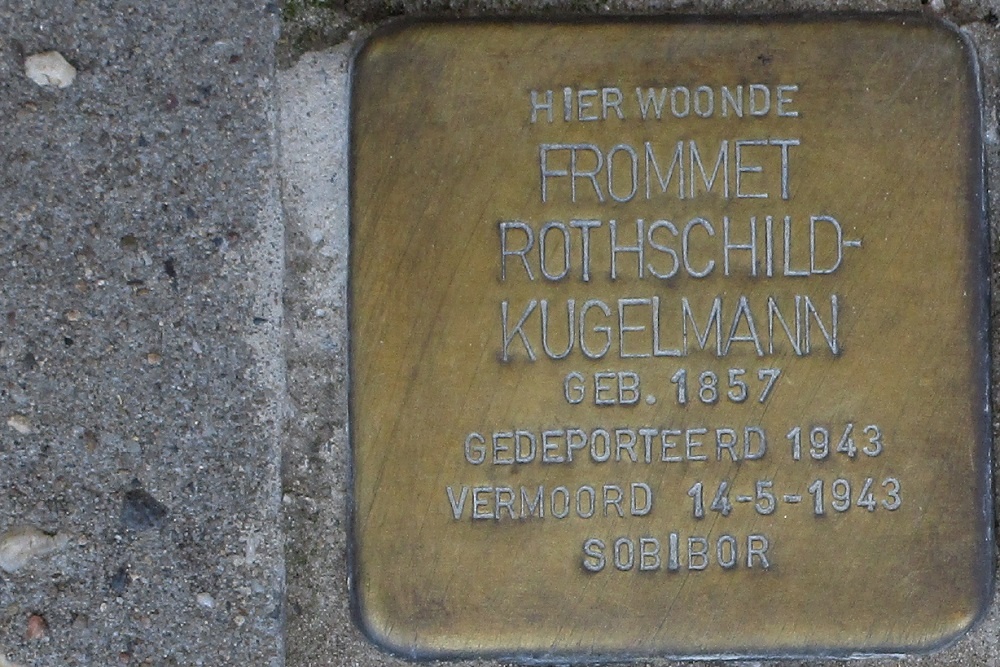 HIER WOONDE
FROMMET
ROTHSCHILD-
KUGELMANN
GEB. 1857
GEDEPORTEERD 1943
VERMOORD 14-5-1943
SOBIBOR